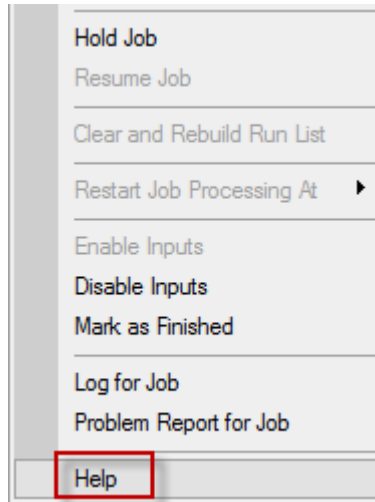 Hold Job
Resume Job
Clear and Rebuild Run List
Restart Job Processing At
Enable Inputs
Disable Inputs
Mark as Finished
Log for Job
Problem Report for Job
Help